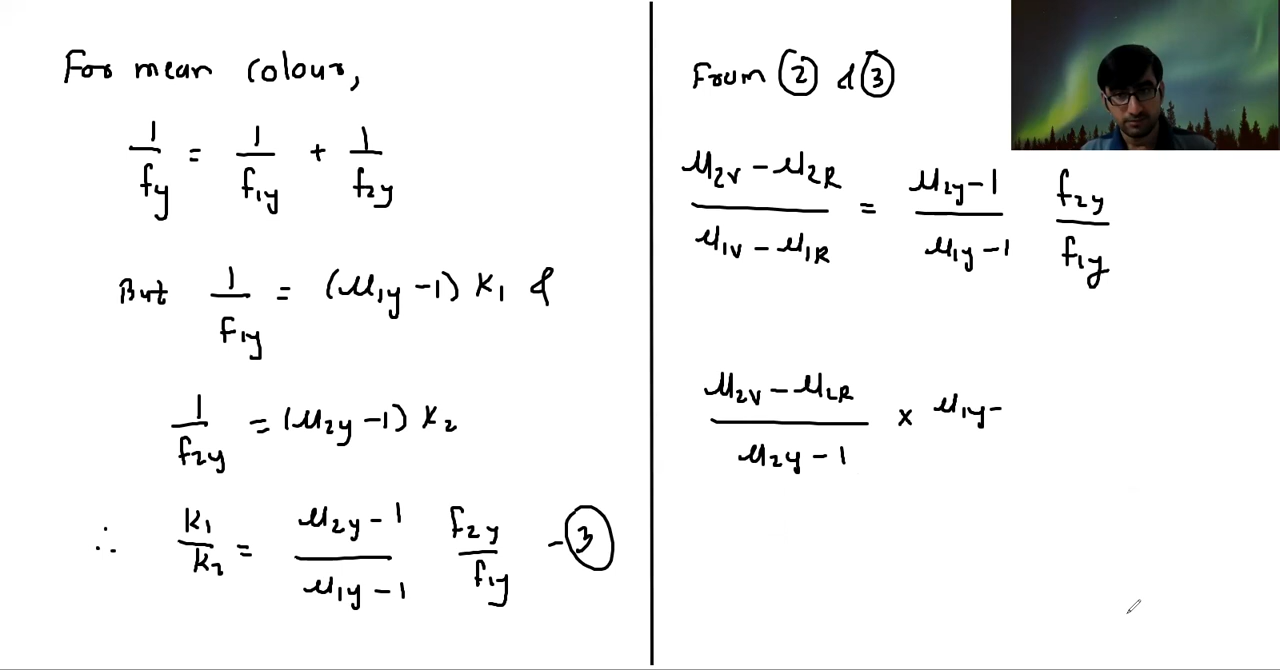 For mean colour,
1/fy = 1/f1y + 1/f2y
But 1/f1y = (μ1y - 1) K1 &
1/f2y = (μ2y - 1) K2
∴ K1/K2 = μ2y - 1/μ1y - 1 f2y/f1y - 3
From 2 & 3
μ2V - μ2R/μ1V - μ1R = μ2y - 1/μ1y - 1 f2y/f1y
μ2V - μ2R/μ2y - 1 × μ1y -